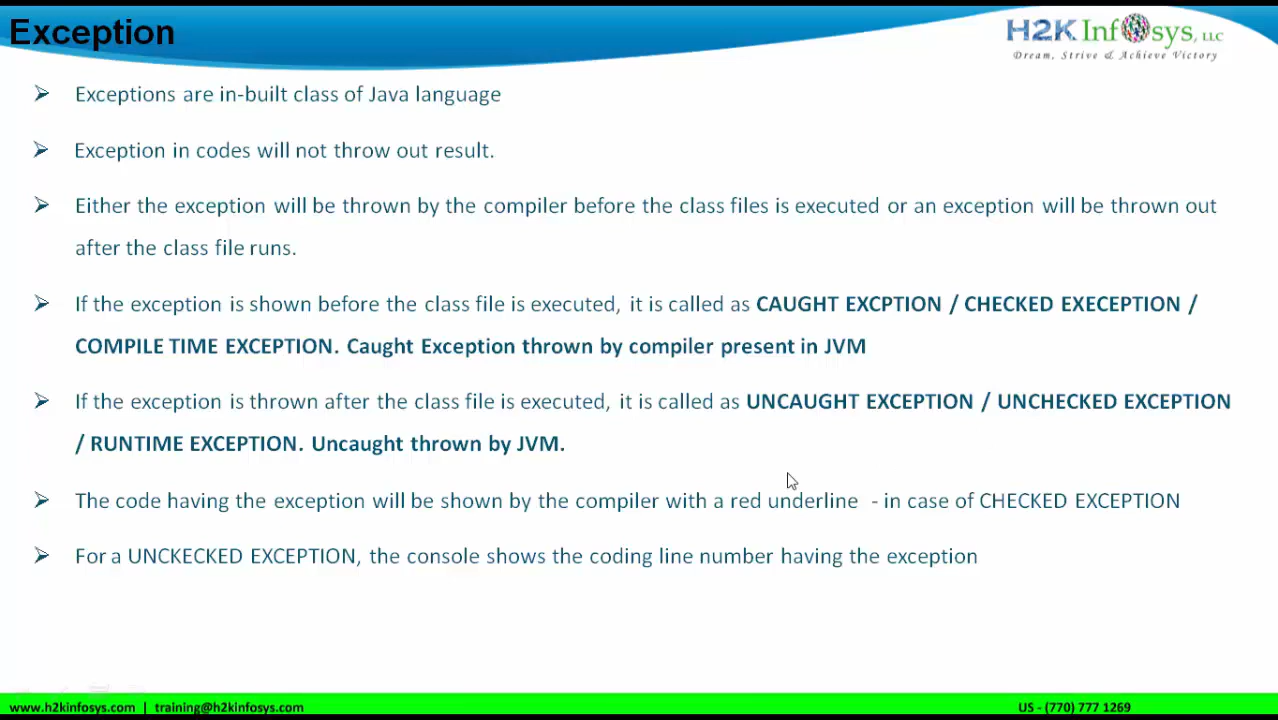 Exception
H2K Infosys, LLC
Dream, Strive & Achieve Victory
Exceptions are in-built class of Java language
Exception in codes will not throw out result.
Either the exception will be thrown by the compiler before the class files is executed or an exception will be thrown out
after the class file runs.
If the exception is shown before the class file is executed, it is called as CAUGHT EXCPTION / CHECKED EXECEPTION /
COMPILE TIME EXCEPTION. Caught Exception thrown by compiler present in JVM
If the exception is thrown after the class file is executed, it is called as UNCAUGHT EXCEPTION / UNCHECKED EXCEPTION
/ RUNTIME EXCEPTION. Uncaught thrown by JVM.
The code having the exception will be shown by the compiler with a red underline - in case of CHECKED EXCEPTION
For a UNCKECKED EXCEPTION, the console shows the coding line number having the exception
www.h2kinfosys.com | training@h2kinfosys.com
US - (770) 777 1269